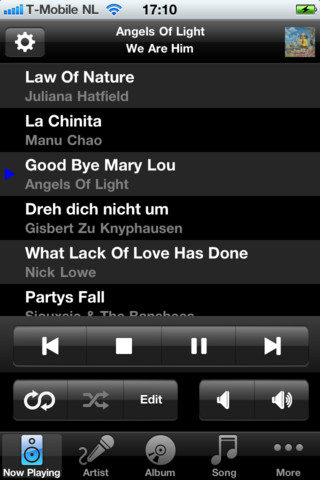 T-Mobile NL 17:10
Angels Of Light
We Are Him
Law Of Nature
Juliana Hatfield
La Chinita
Manu Chao
Good Bye Mary Lou
Angels Of Light
Dreh dich nicht um
Gisbert Zu Knyphausen
What Lack Of Love Has Done
Nick Lowe
Partys Fall
Siouxsie & The Banshees
Edit
Now Playing Artist Album Song More